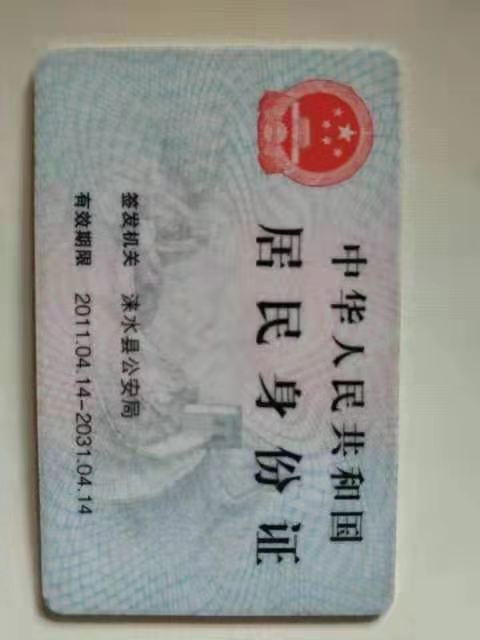 中华人民共和国
居民身份证
签发机关 涞水县公安局
有效期限 2011.04.14-2031.04.14